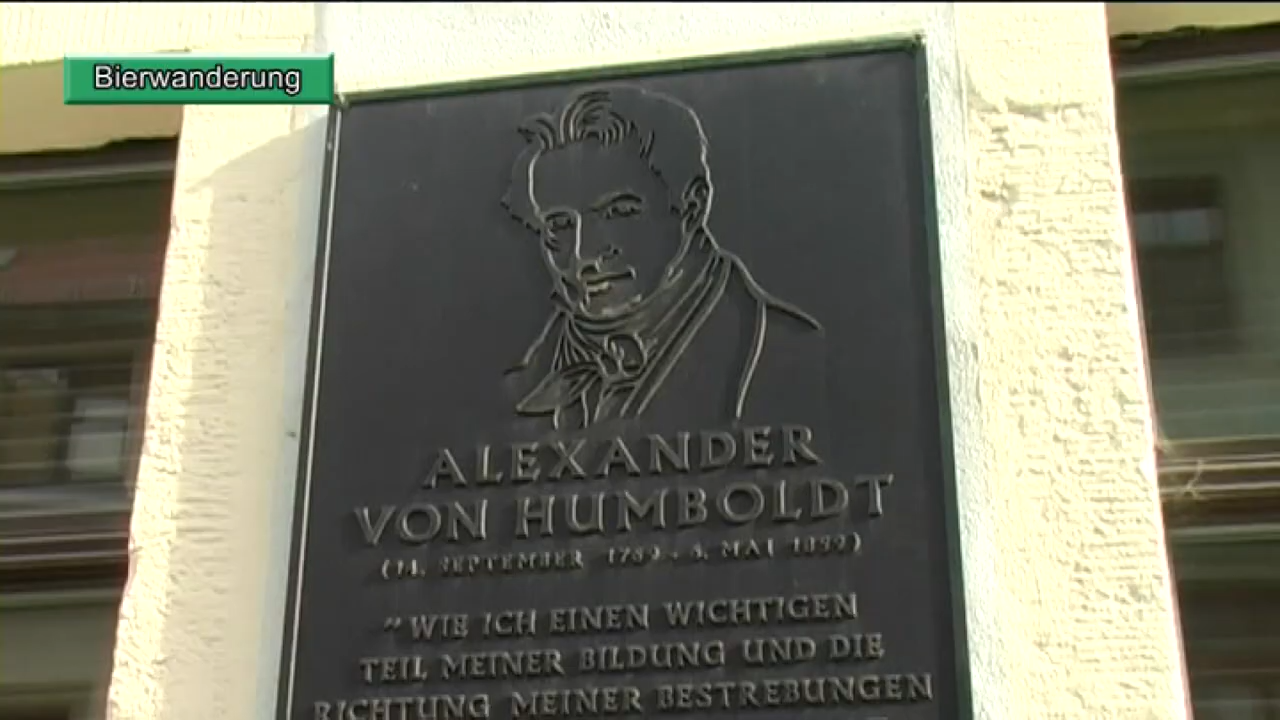 Bierwanderung
ALEXANDER
VON HUMBOLDT
(14. SEPTEMBER 1769 - 6. MAI 1859)
"WIE ICH EINEN WICHTIGEN
TEIL MEINER BILDUNG UND DIE
RICHTUNG MEINER BESTREBUNGEN